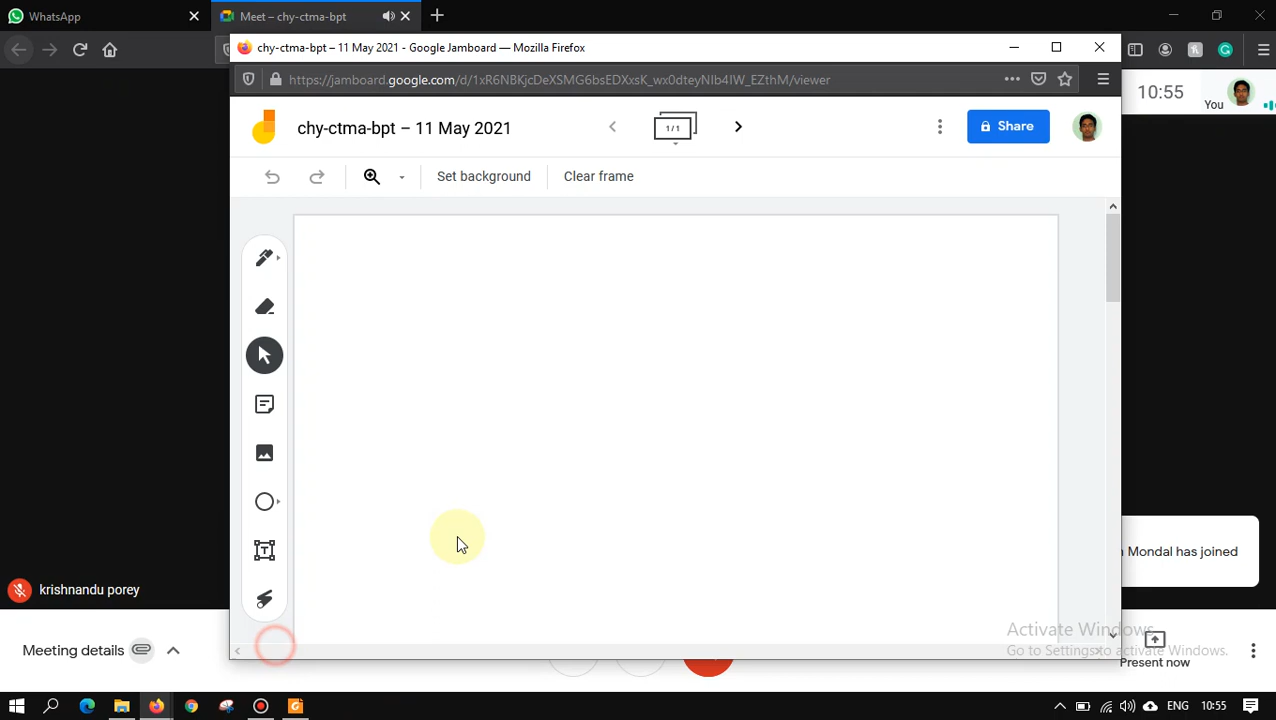 WhatsApp
Meet – chy-ctma-bpt
chy-ctma-bpt – 11 May 2021 - Google Jamboard — Mozilla Firefox
https://jamboard.google.com/d/1xR6NBKjcDeXSMG6bsEDXxsK_wx0dteyNIb4IW_EZthM/viewer
10:55
You
chy-ctma-bpt – 11 May 2021
1 / 1
Share
Set background
Clear frame
Mondal has joined
krishnandu porey
Activate Windows
Go to Settings to activate Windows.
Meeting details
Present now
ENG
10:55